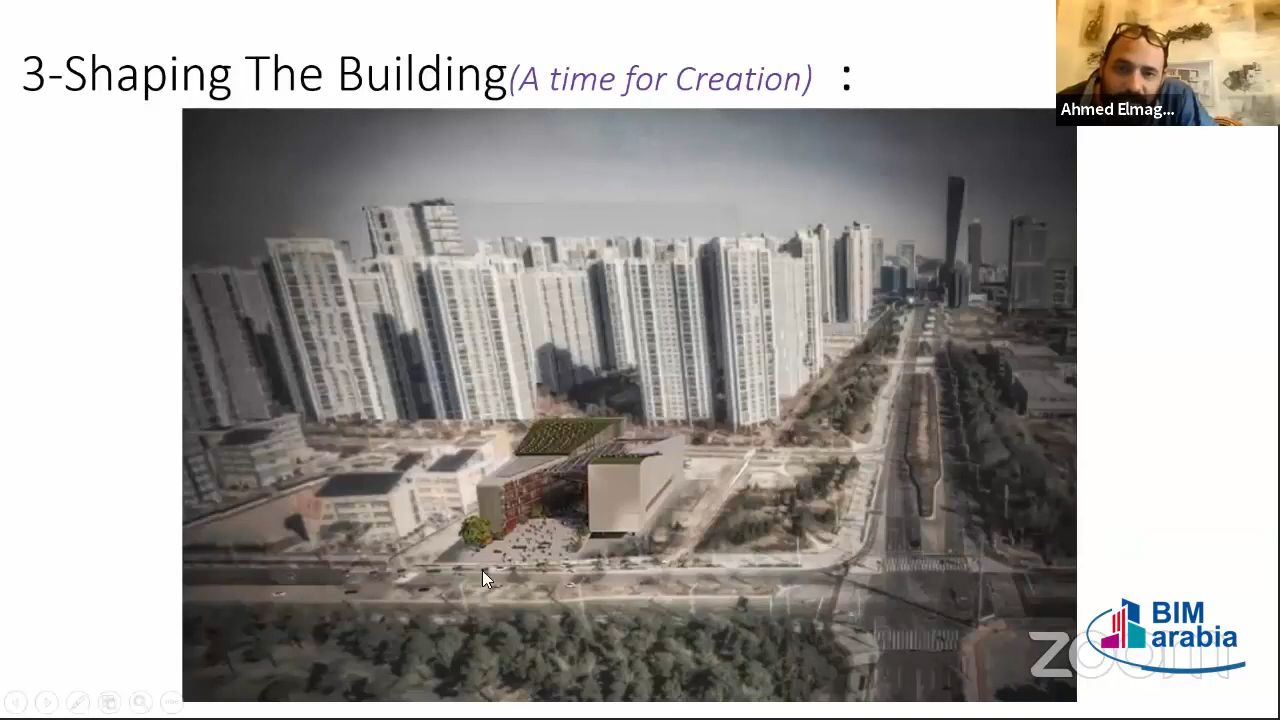 3-Shaping The Building(A time for Creation) :
Ahmed Elmag...
BIM
arabia
zoom